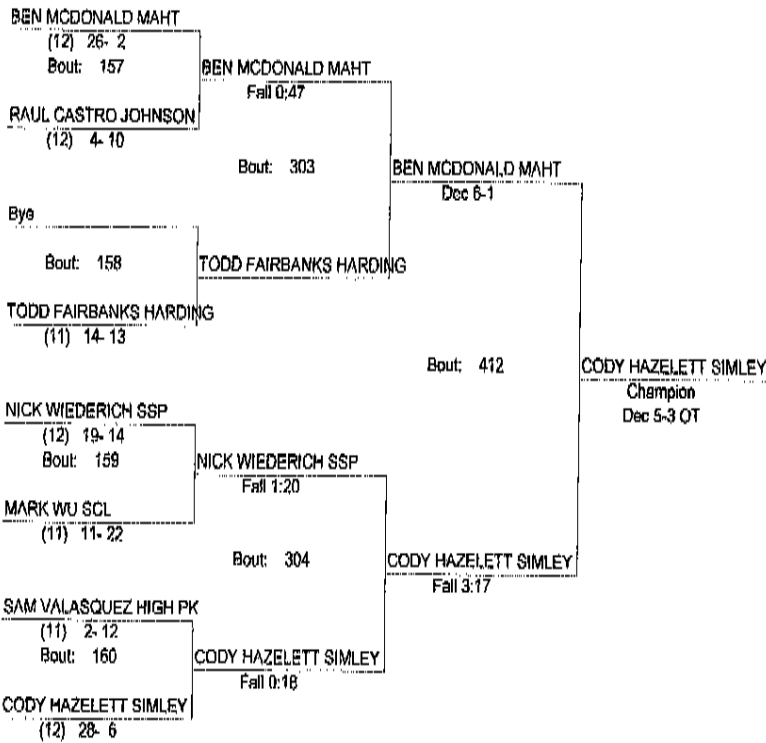 BEN MCDONALD MAHT
(12) 26- 2
Bout: 157
BEN MCDONALD MAHT
Fall 0:47
RAUL CASTRO JOHNSON
(12) 4- 10
Bout: 303
BEN MCDONALD MAHT
Dec 6-1
Bye
Bout: 158
TODD FAIRBANKS HARDING
TODD FAIRBANKS HARDING
(11) 14- 13
Bout: 412
CODY HAZELETT SIMLEY
Champion
Dec 5-3 OT
NICK WIEDERICH SSP
(12) 19- 14
Bout: 159
NICK WIEDERICH SSP
Fall 1:20
MARK WU SCL
(11) 11- 22
Bout: 304
CODY HAZELETT SIMLEY
Fall 3:17
SAM VALASQUEZ HIGH PK
(11) 2- 12
Bout: 160
CODY HAZELETT SIMLEY
Fall 0:18
CODY HAZELETT SIMLEY
(12) 28- 6